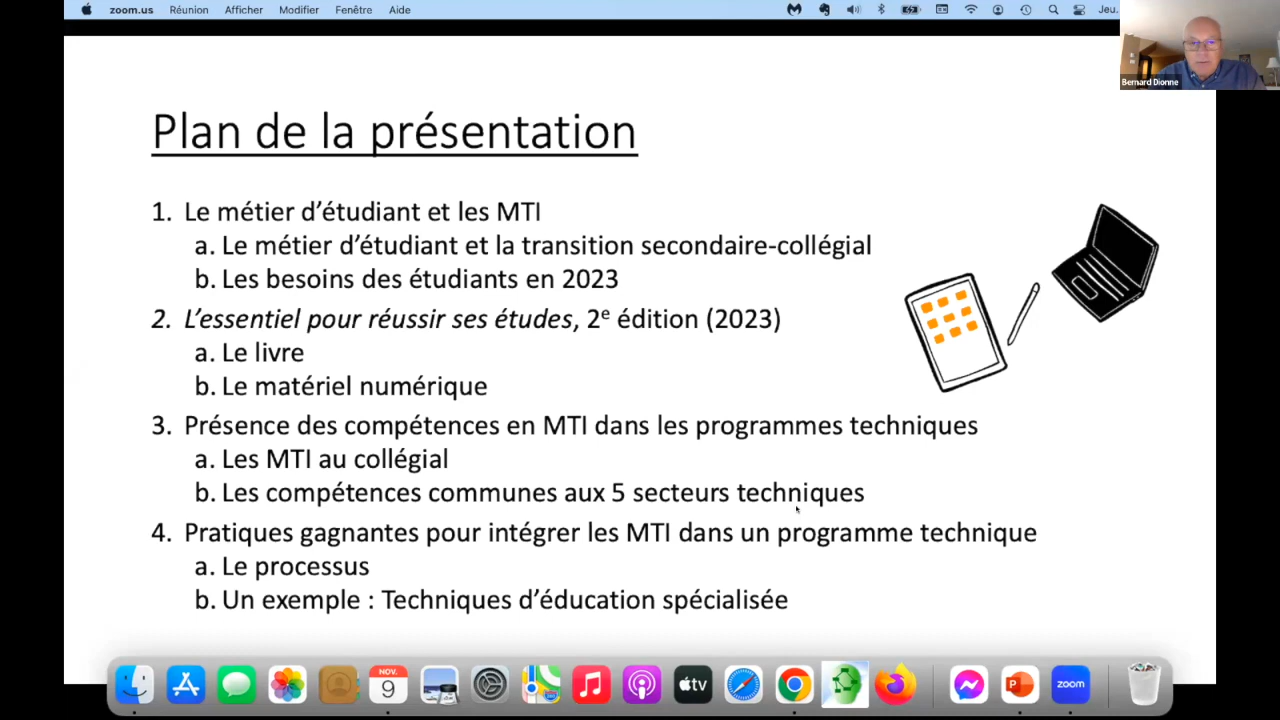 zoom.us Réunion Afficher Modifier Fenêtre Aide Jeu.
Bernard Dionne
Plan de la présentation
1. Le métier d’étudiant et les MTI
a. Le métier d’étudiant et la transition secondaire-collégial
b. Les besoins des étudiants en 2023
2. L’essentiel pour réussir ses études, 2e édition (2023)
a. Le livre
b. Le matériel numérique
3. Présence des compétences en MTI dans les programmes techniques
a. Les MTI au collégial
b. Les compétences communes aux 5 secteurs techniques
4. Pratiques gagnantes pour intégrer les MTI dans un programme technique
a. Le processus
b. Un exemple : Techniques d’éducation spécialisée
NOV.
9
tv
P
zoom